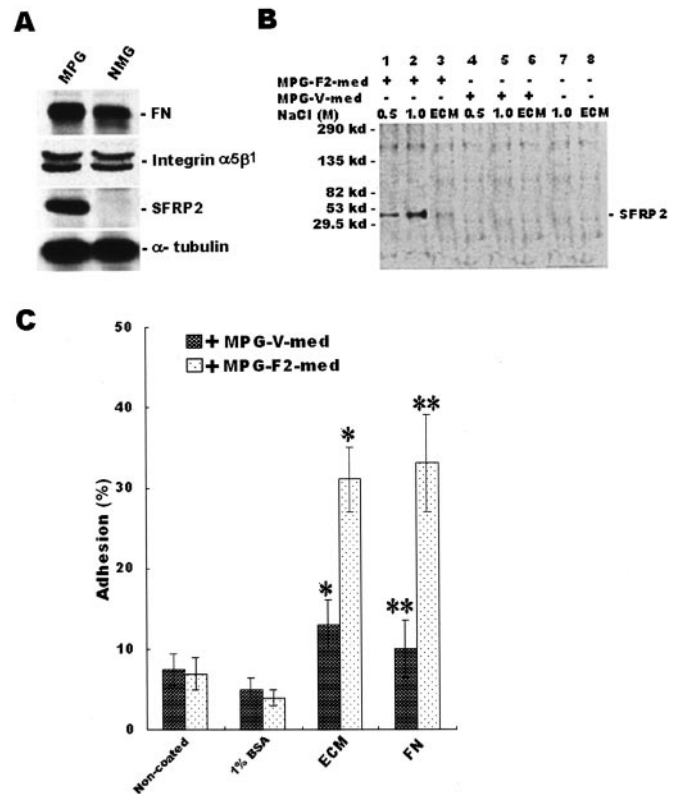 A
MPG NMG
- FN
- Integrin α5β1
- SFRP2
- α- tubulin
B
1 2 3 4 5 6 7 8
MPG-F2-med + + + - - - - -
MPG-V-med - - - + + + - -
NaCl (M) 0.5 1.0 ECM 0.5 1.0 ECM 1.0 ECM
290 kd -
135 kd -
82 kd -
53 kd -
29.5 kd -
- SFRP2
C
50
40
30
20
10
0
Adhesion (%)
+ MPG-V-med
+ MPG-F2-med
* * ** **
Non-coated 1% BSA ECM FN